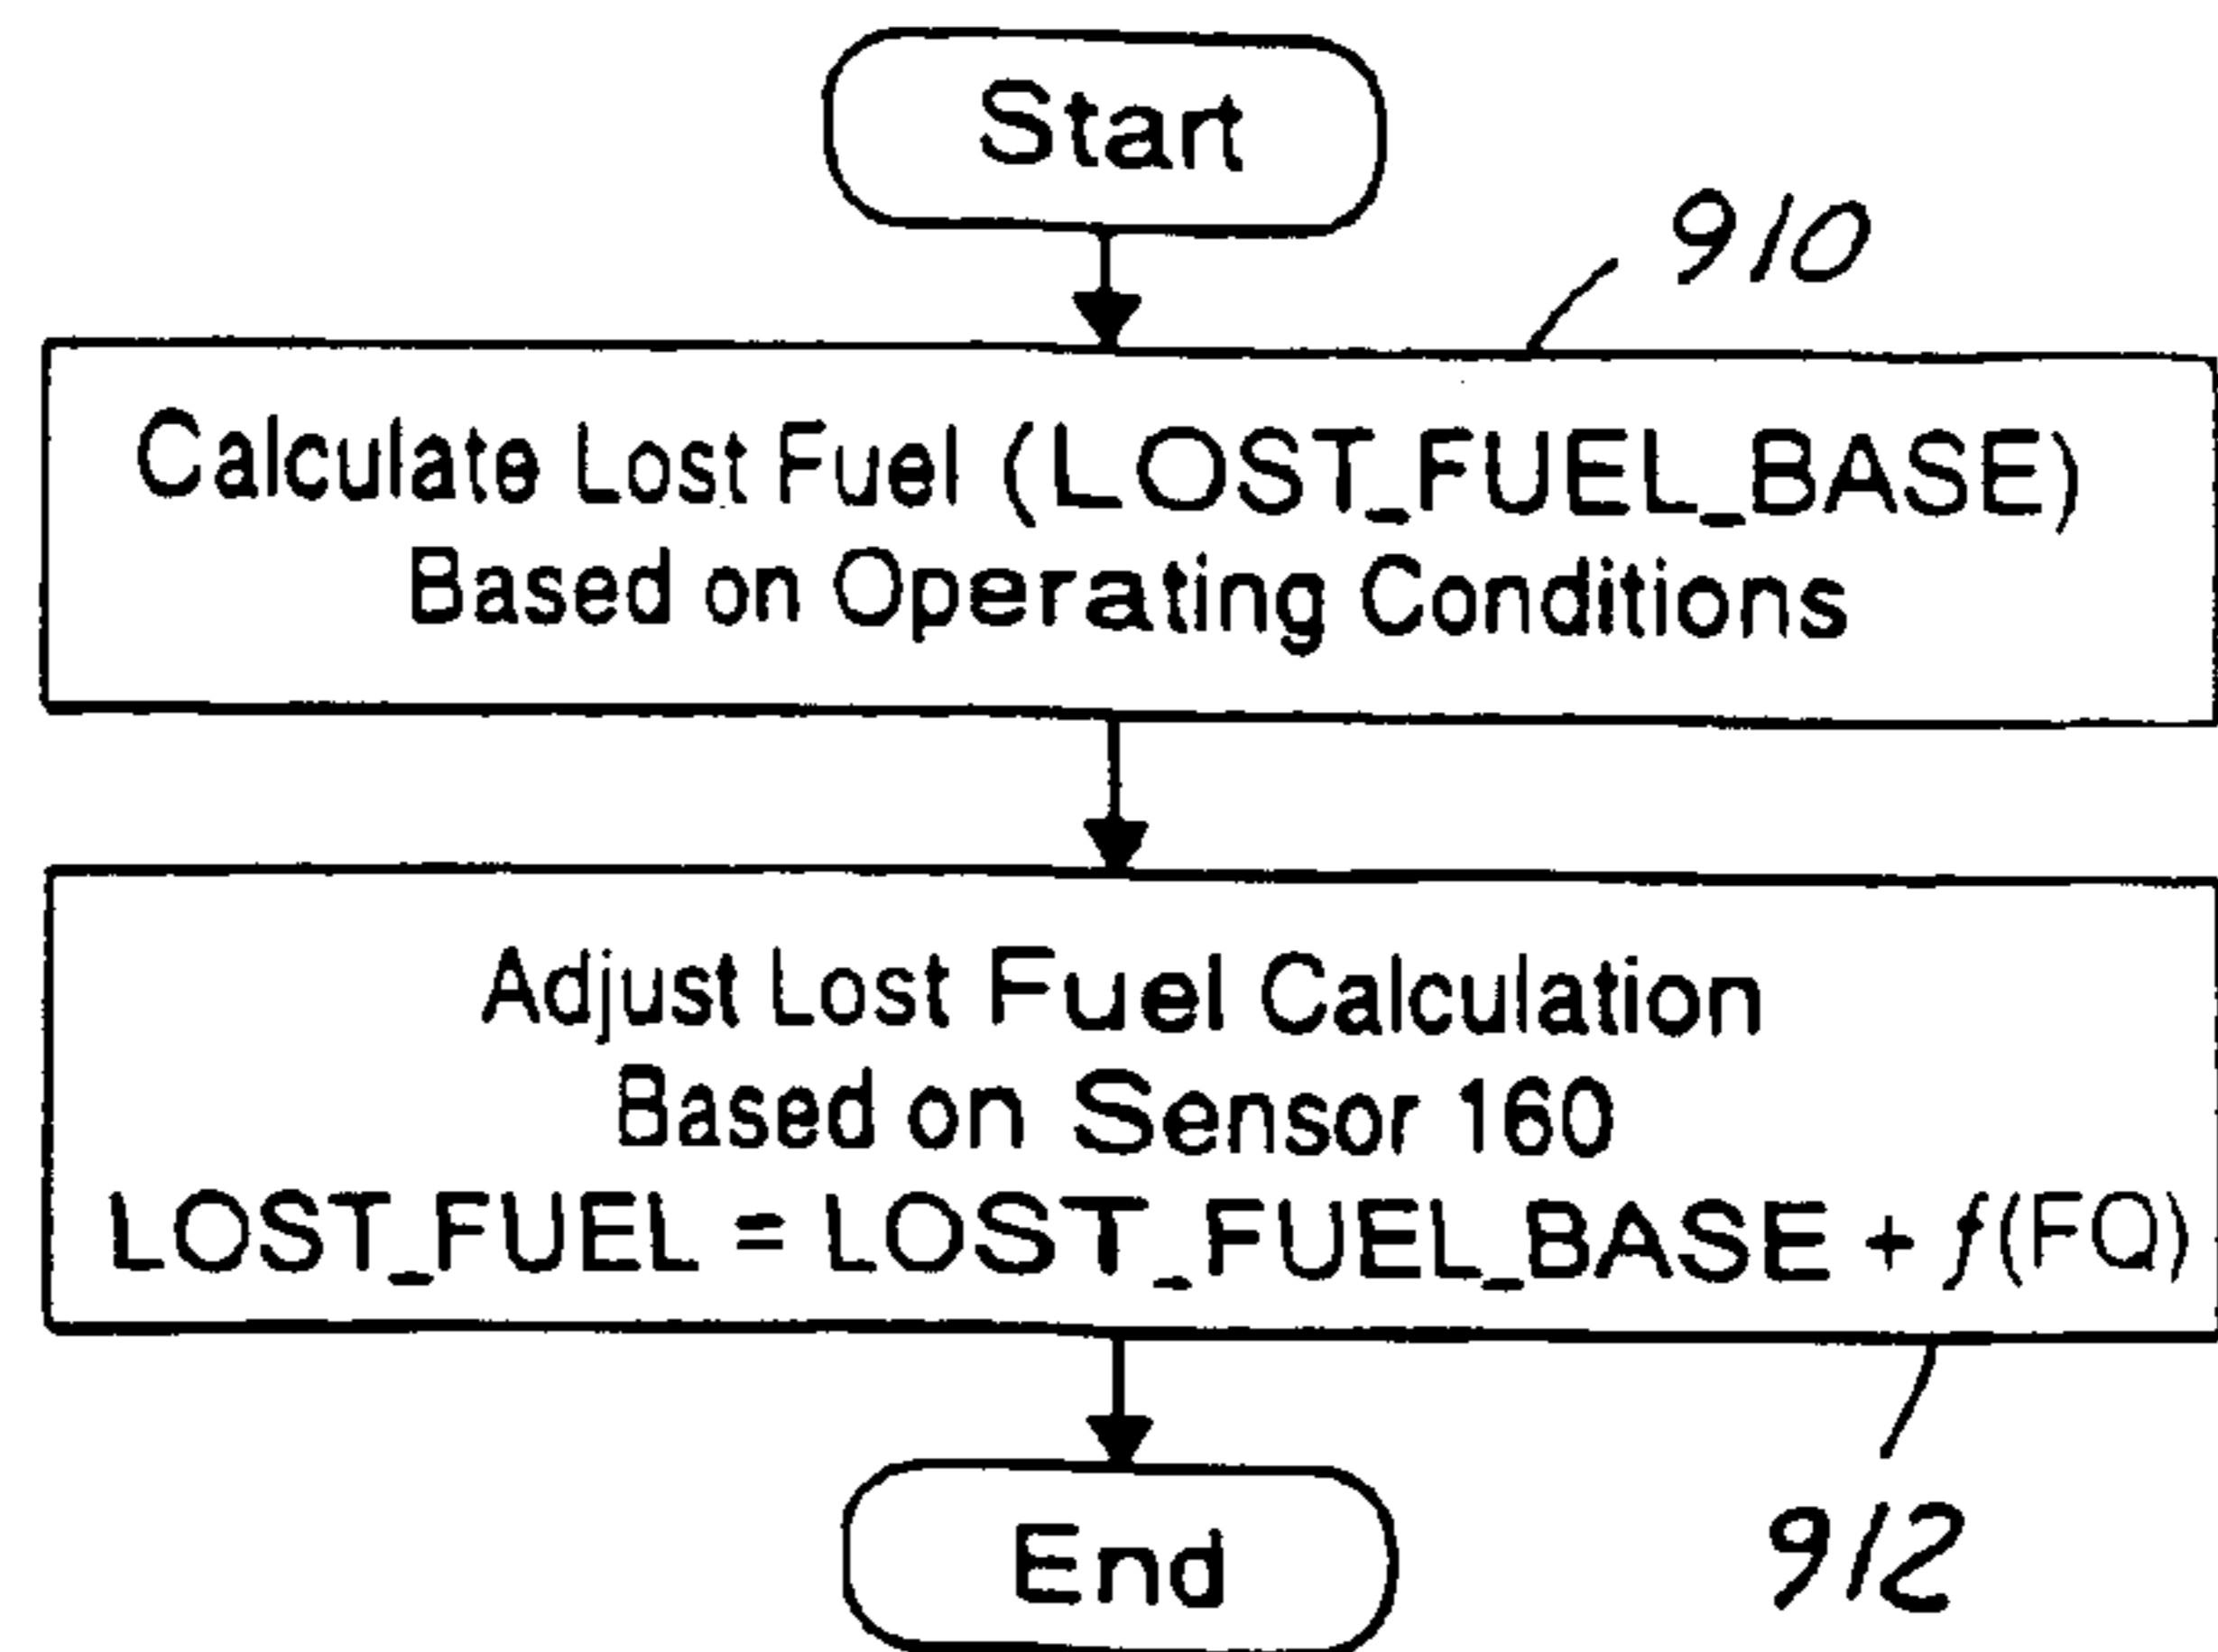 Start
910
Calculate Lost Fuel (LOST_FUEL_BASE)
Based on Operating Conditions
Adjust Lost Fuel Calculation
Based on Sensor 160
LOST_FUEL = LOST_FUEL_BASE + f(FQ)
End
912